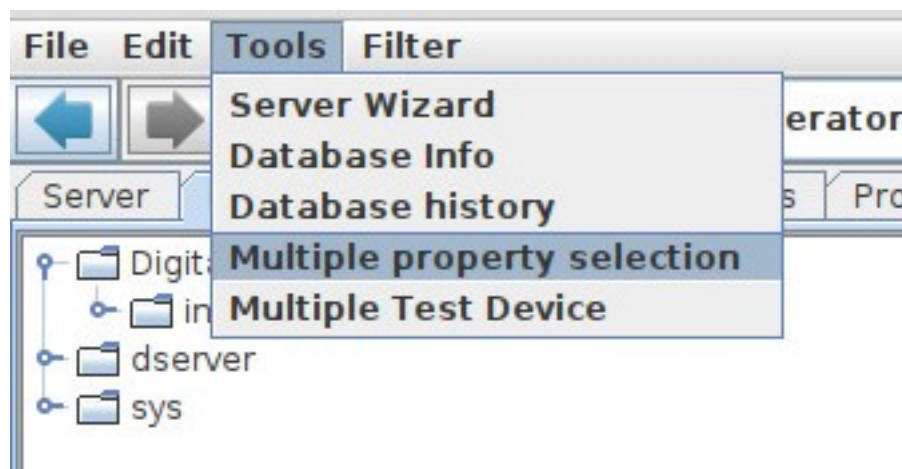 File Edit Tools Filter
Server Wizard
Database Info
Database history
Multiple property selection
Multiple Test Device
Server
dserver
sys